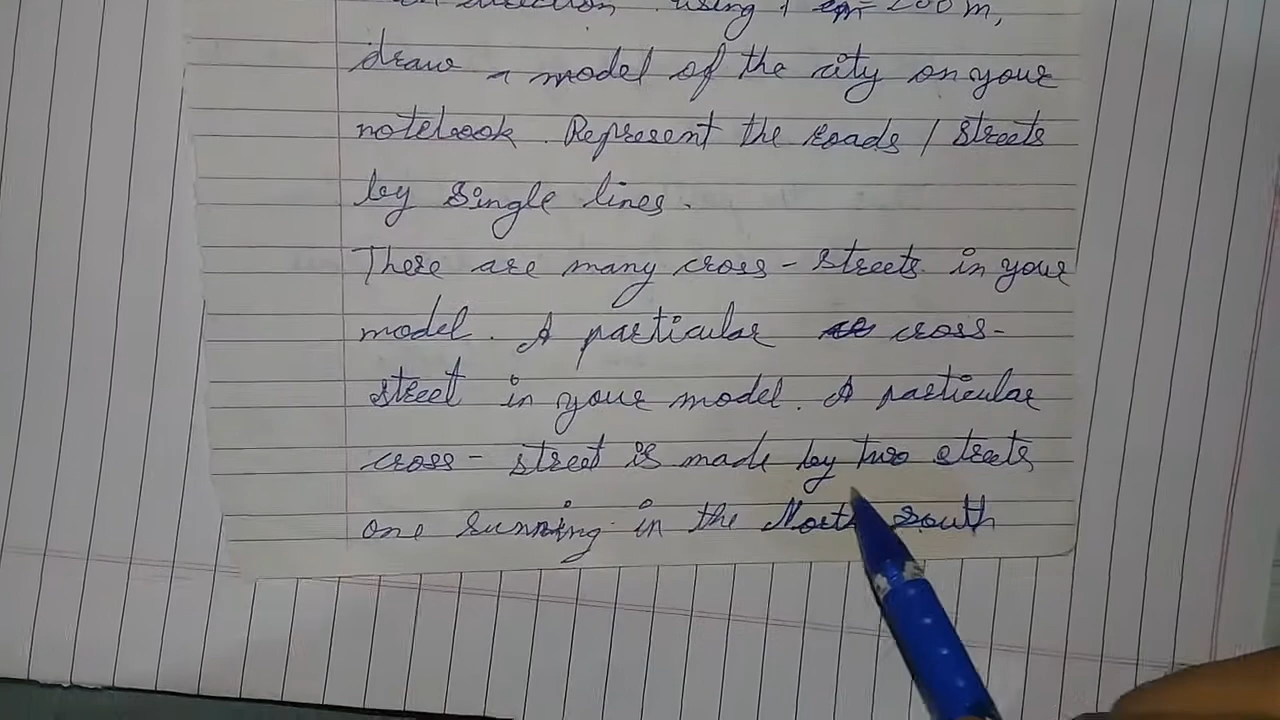 direction using 1 cm = 200 m,
draw a model of the city on your
notebook. Represent the roads / streets
by single lines.
There are many cross - streets in your
model. A particular cross-
street in your model. A particular
cross - street is made by two streets
one running in the North south